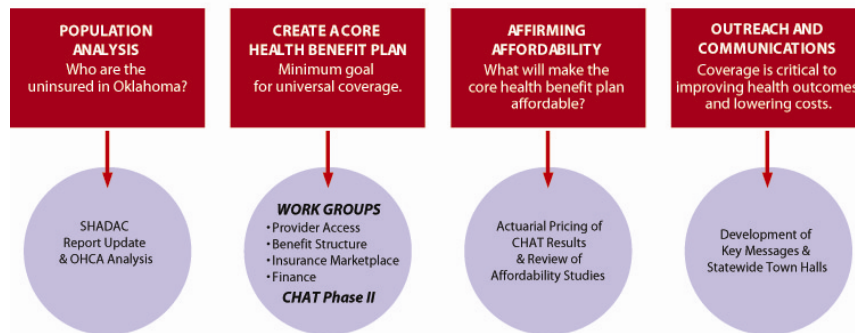 POPULATION
ANALYSIS
Who are the
uninsured in Oklahoma?
CREATE A CORE
HEALTH BENEFIT PLAN
Minimum goal
for universal coverage.
AFFIRMING
AFFORDABILITY
What will make the
core health benefit plan
affordable?
OUTREACH AND
COMMUNICATIONS
Coverage is critical to
improving health outcomes
and lowering costs.
SHADAC
Report Update
& OHCA Analysis
WORK GROUPS
• Provider Access
• Benefit Structure
• Insurance Marketplace
• Finance
CHAT Phase II
Actuarial Pricing of
CHAT Results
& Review of
Affordability Studies
Development of
Key Messages &
Statewide Town Halls